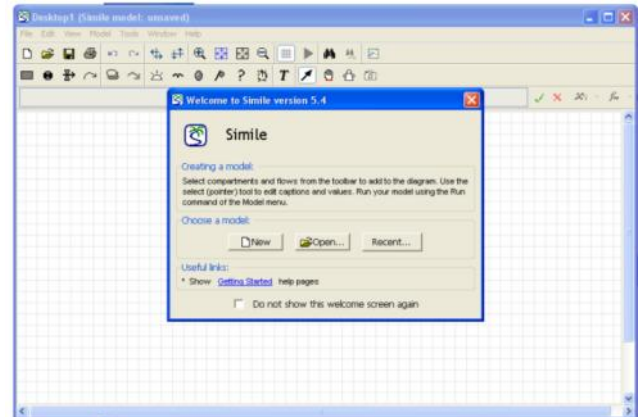 Desktop1 (Simile model: unsaved)
File Edit View Model Tools Window Help
Welcome to Simile version 5.4
Simile
Creating a model:
Select compartments and flows from the toolbar to add to the diagram. Use the
select (pointer) tool to edit captions and values. Run your model using the Run
command of the Model menu.
Choose a model:
New Open... Recent...
Useful links:
* Show Getting Started help pages
Do not show this welcome screen again